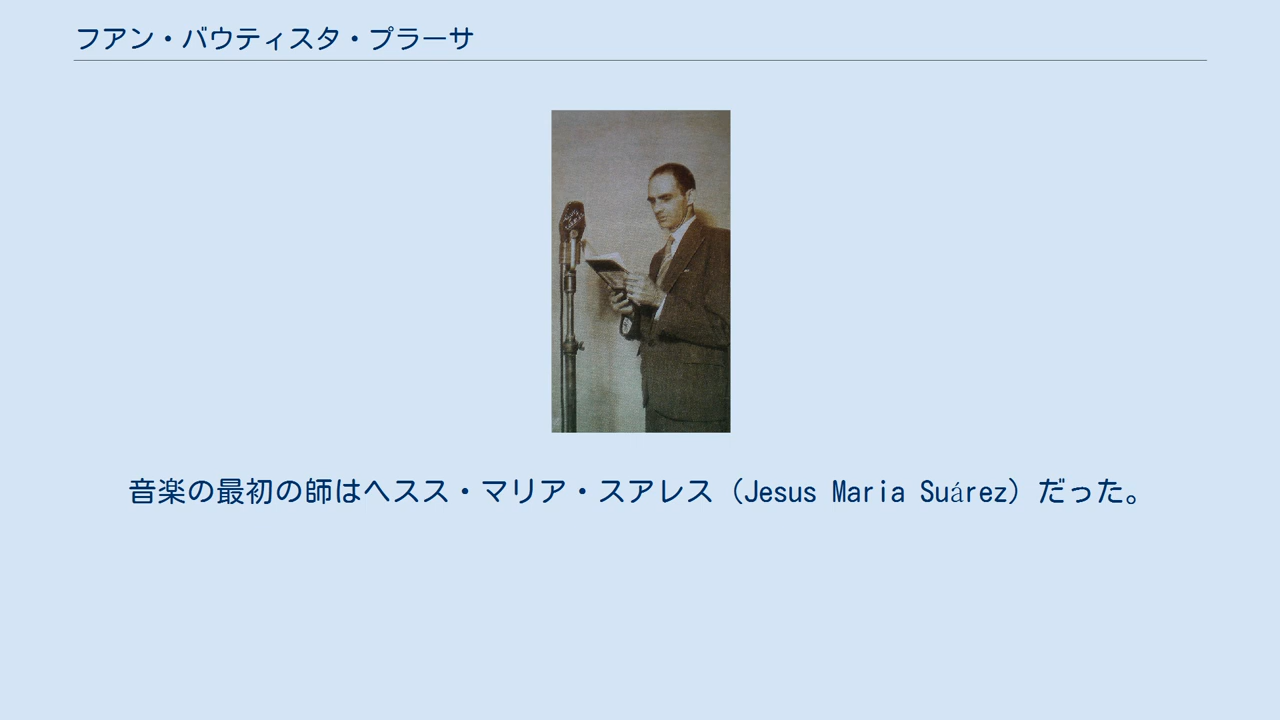 フアン・バウティスタ・プラーサ
音楽の最初の師はヘスス・マリア・スアレス（Jesus Maria Suárez）だった。